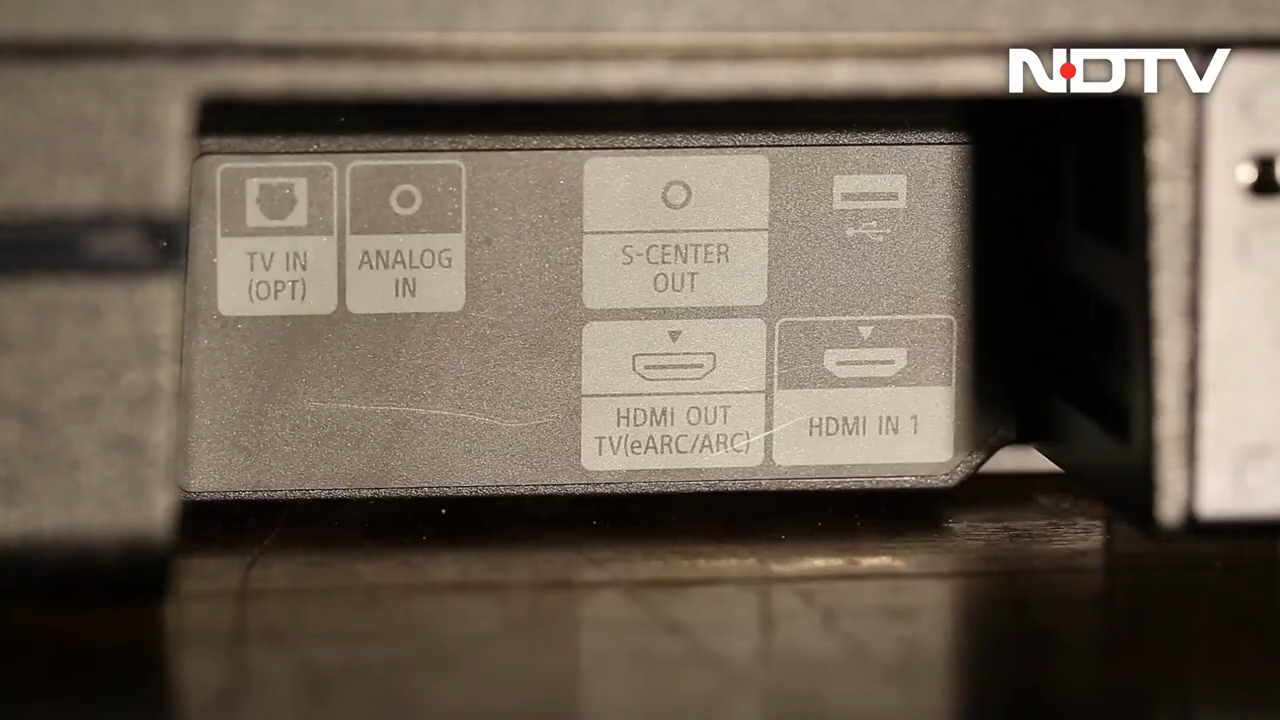 NDTV
TV IN
(OPT)
ANALOG
IN
S-CENTER
OUT
HDMI OUT
TV(eARC/ARC)
HDMI IN 1